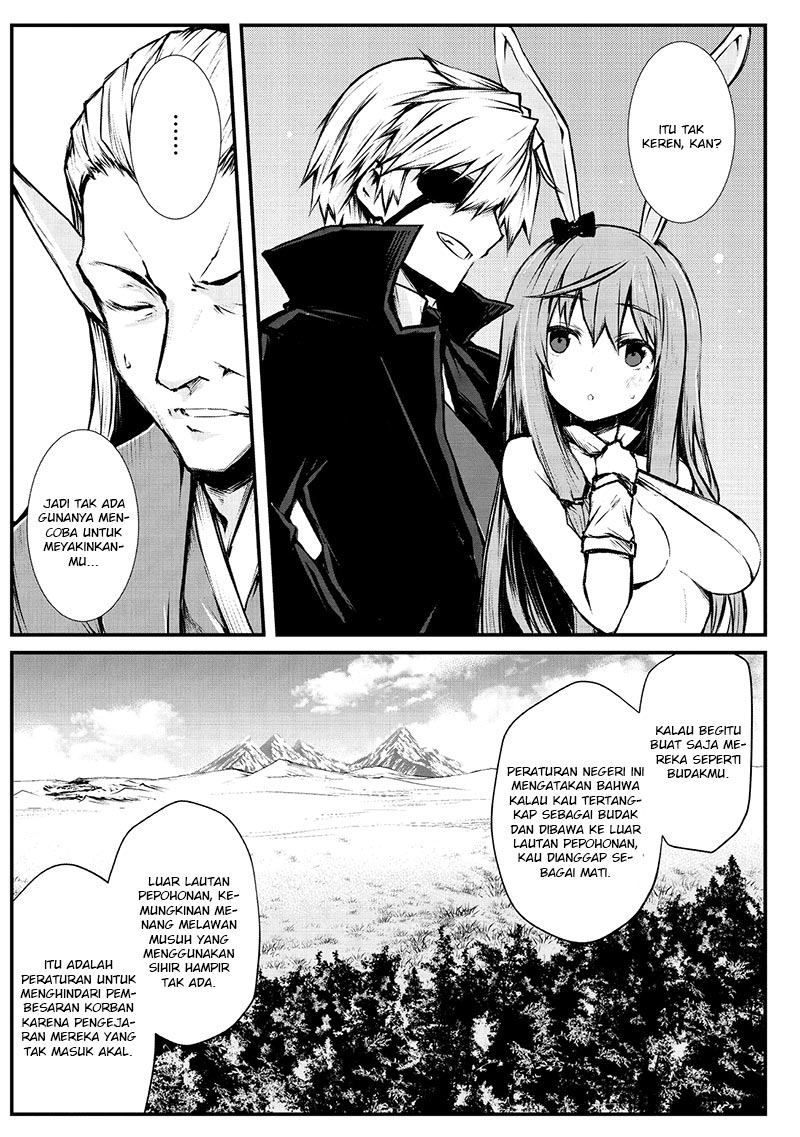 ITU TAK
KEREN, KAN?
......
JADI TAK ADA
GUNANYA MEN-
COBA UNTUK
MEYAKINKAN-
MU...
KALAU BEGITU
BUAT SAJA ME-
REKA SEPERTI
BUDAKMU.
PERATURAN NEGERI INI
MENGATAKAN BAHWA
KALAU KAU TERTANG-
KAP SEBAGAI BUDAK
DAN DIBAWA KE LUAR
LAUTAN PEPOHONAN,
KAU DIANGGAP SE-
BAGAI MATI.
LUAR LAUTAN
PEPOHONAN, KE-
MUNGKINAN ME-
NANG MELAWAN
MUSUH YANG
MENGGUNAKAN
SIHIR HAMPIR
TAK ADA.
ITU ADALAH
PERATURAN UNTUK
MENGHINDARI PEM-
BESARAN KORBAN
KARENA PENGEJA-
RAN MEREKA YANG
TAK MASUK AKAL.